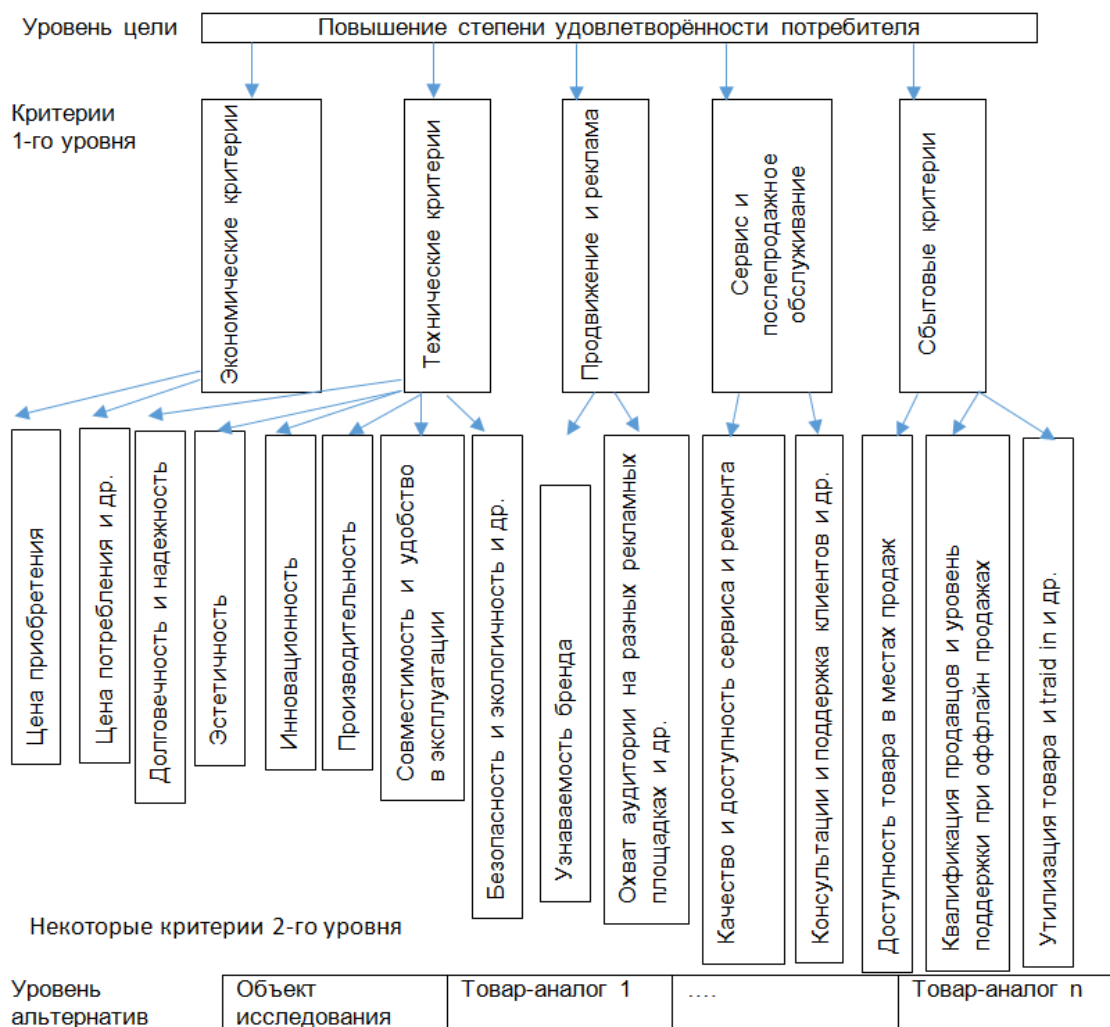 Уровень цели
Повышение степени удовлетворённости потребителя
Критерии
1-го уровня
Экономические критерии
Технические критерии
Продвижение и реклама
Сервис и
послепродажное
обслуживание
Сбытовые критерии
Цена приобретения
Цена потребления и др.
Долговечность и надежность
Эстетичность
Инновационность
Производительность
Совместимость и удобство
в эксплуатации
Безопасность и экологичность и др.
Узнаваемость бренда
Охват аудитории на разных рекламных
площадках и др.
Качество и доступность сервиса и ремонта
Консультации и поддержка клиентов и др.
Доступность товара в местах продаж
Квалификация продавцов и уровень
поддержки при оффлайн продажах
Утилизация товара и traid in и др.
Некоторые критерии 2-го уровня
Уровень
альтернатив
Объект
исследования
Товар-аналог 1
....
Товар-аналог n